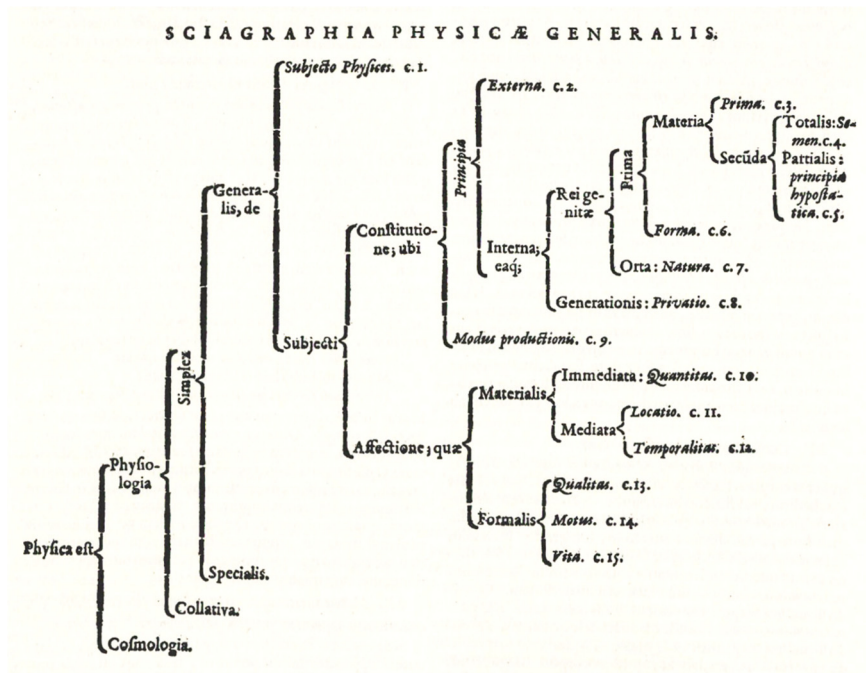 SCIAGRAPHIA PHYSICÆ GENERALIS.
Subjecto Physices. c. 1.
Externa. c. 2.
Prima. c. 3.
Materia
Totalis: Se-
men. c. 4.
Principia
Secūda
Partialis:
principia
hyposta-
tica. c. 5.
Prima
Genera-
lis, de
Rei ge-
nitæ
Constitutio-
ne; ubi
Forma. c. 6.
Interna;
eaq́;
Orta: Natura. c. 7.
Generationis: Privatio. c. 8.
Subjecti
Modus productionis. c. 9.
Simplex
Immediata: Quantitas. c. 10.
Materialis
Locatio. c. 11.
Mediata
Affectione; quæ
Temporalitas. c. 12.
Physio-
logia
Qualitas. c. 13.
Formalis
Motus. c. 14.
Physica est
Vita. c. 15.
Specialis.
Collativa.
Cosmologia.